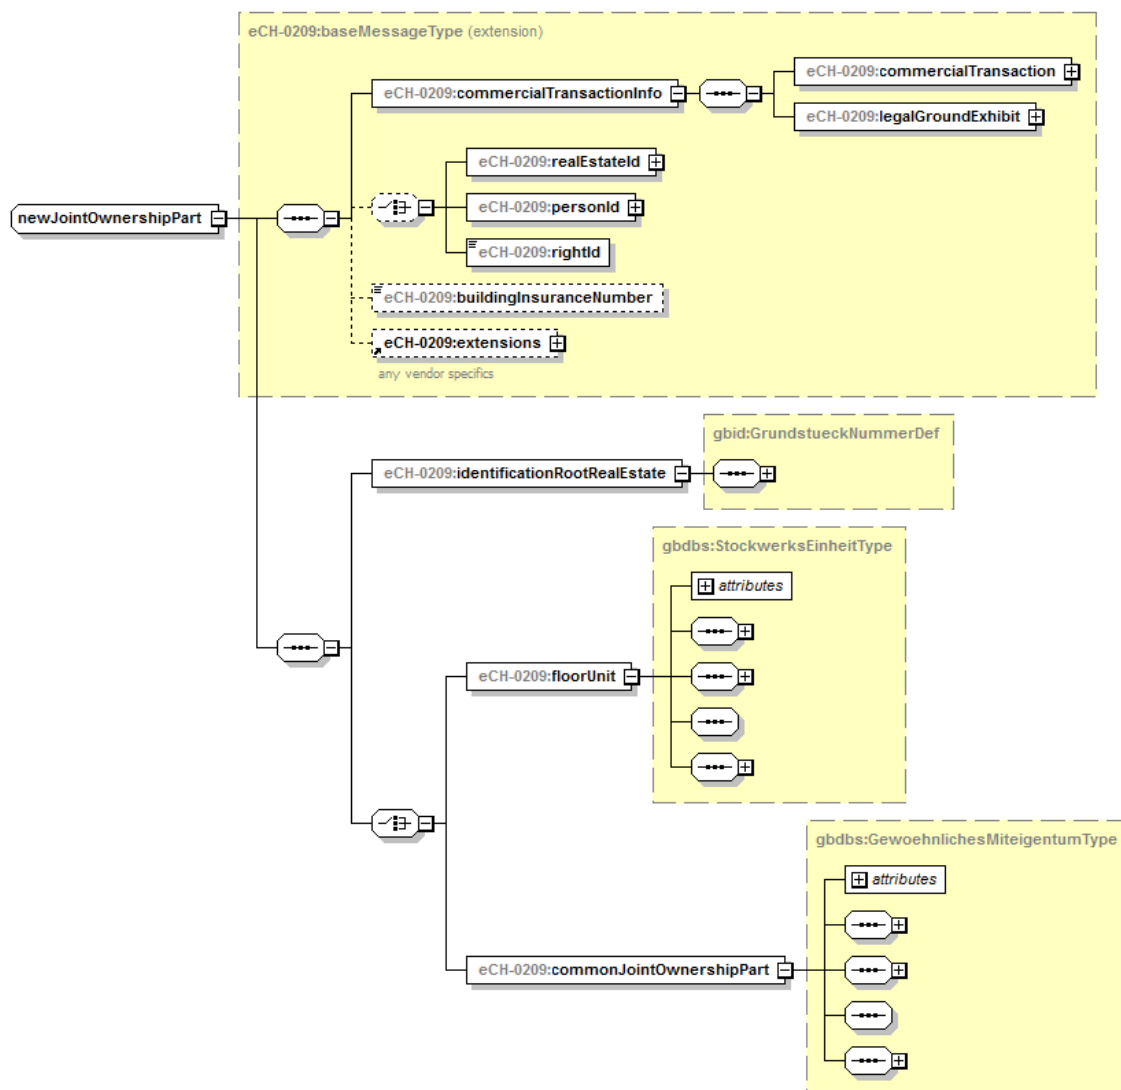 eCH-0209:baseMessageType (extension)
eCH-0209:commercialTransaction
eCH-0209:commercialTransactionInfo
eCH-0209:legalGroundExhibit
eCH-0209:realEstateId
eCH-0209:personId
newJointOwnershipPart
eCH-0209:rightId
eCH-0209:buildingInsuranceNumber
eCH-0209:extensions
any vendor specifics
gbid:GrundstueckNummerDef
eCH-0209:identificationRootRealEstate
gbdbs:StockwerksEinheitType
attributes
eCH-0209:floorUnit
gbdbs:GewoehnlichesMiteigentumType
attributes
eCH-0209:commonJointOwnershipPart